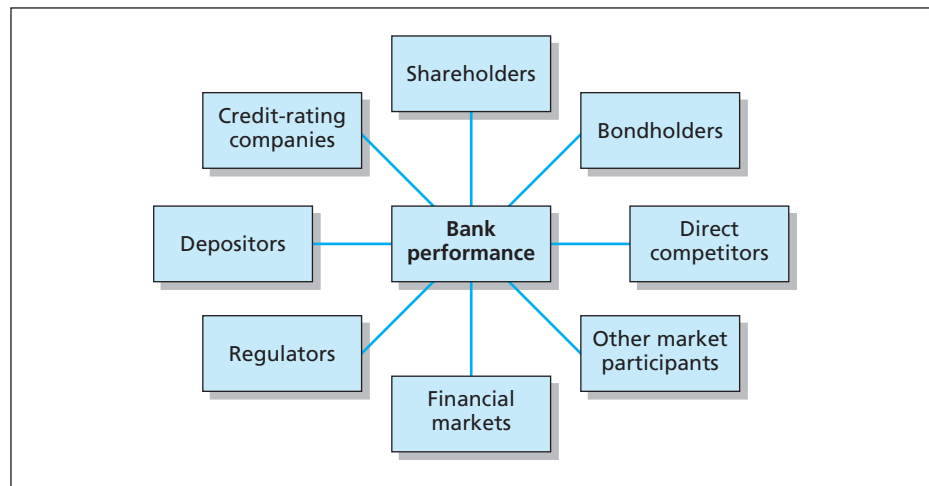 Shareholders
Credit-rating
companies
Bondholders
Depositors
Bank
performance
Direct
competitors
Regulators
Other market
participants
Financial
markets